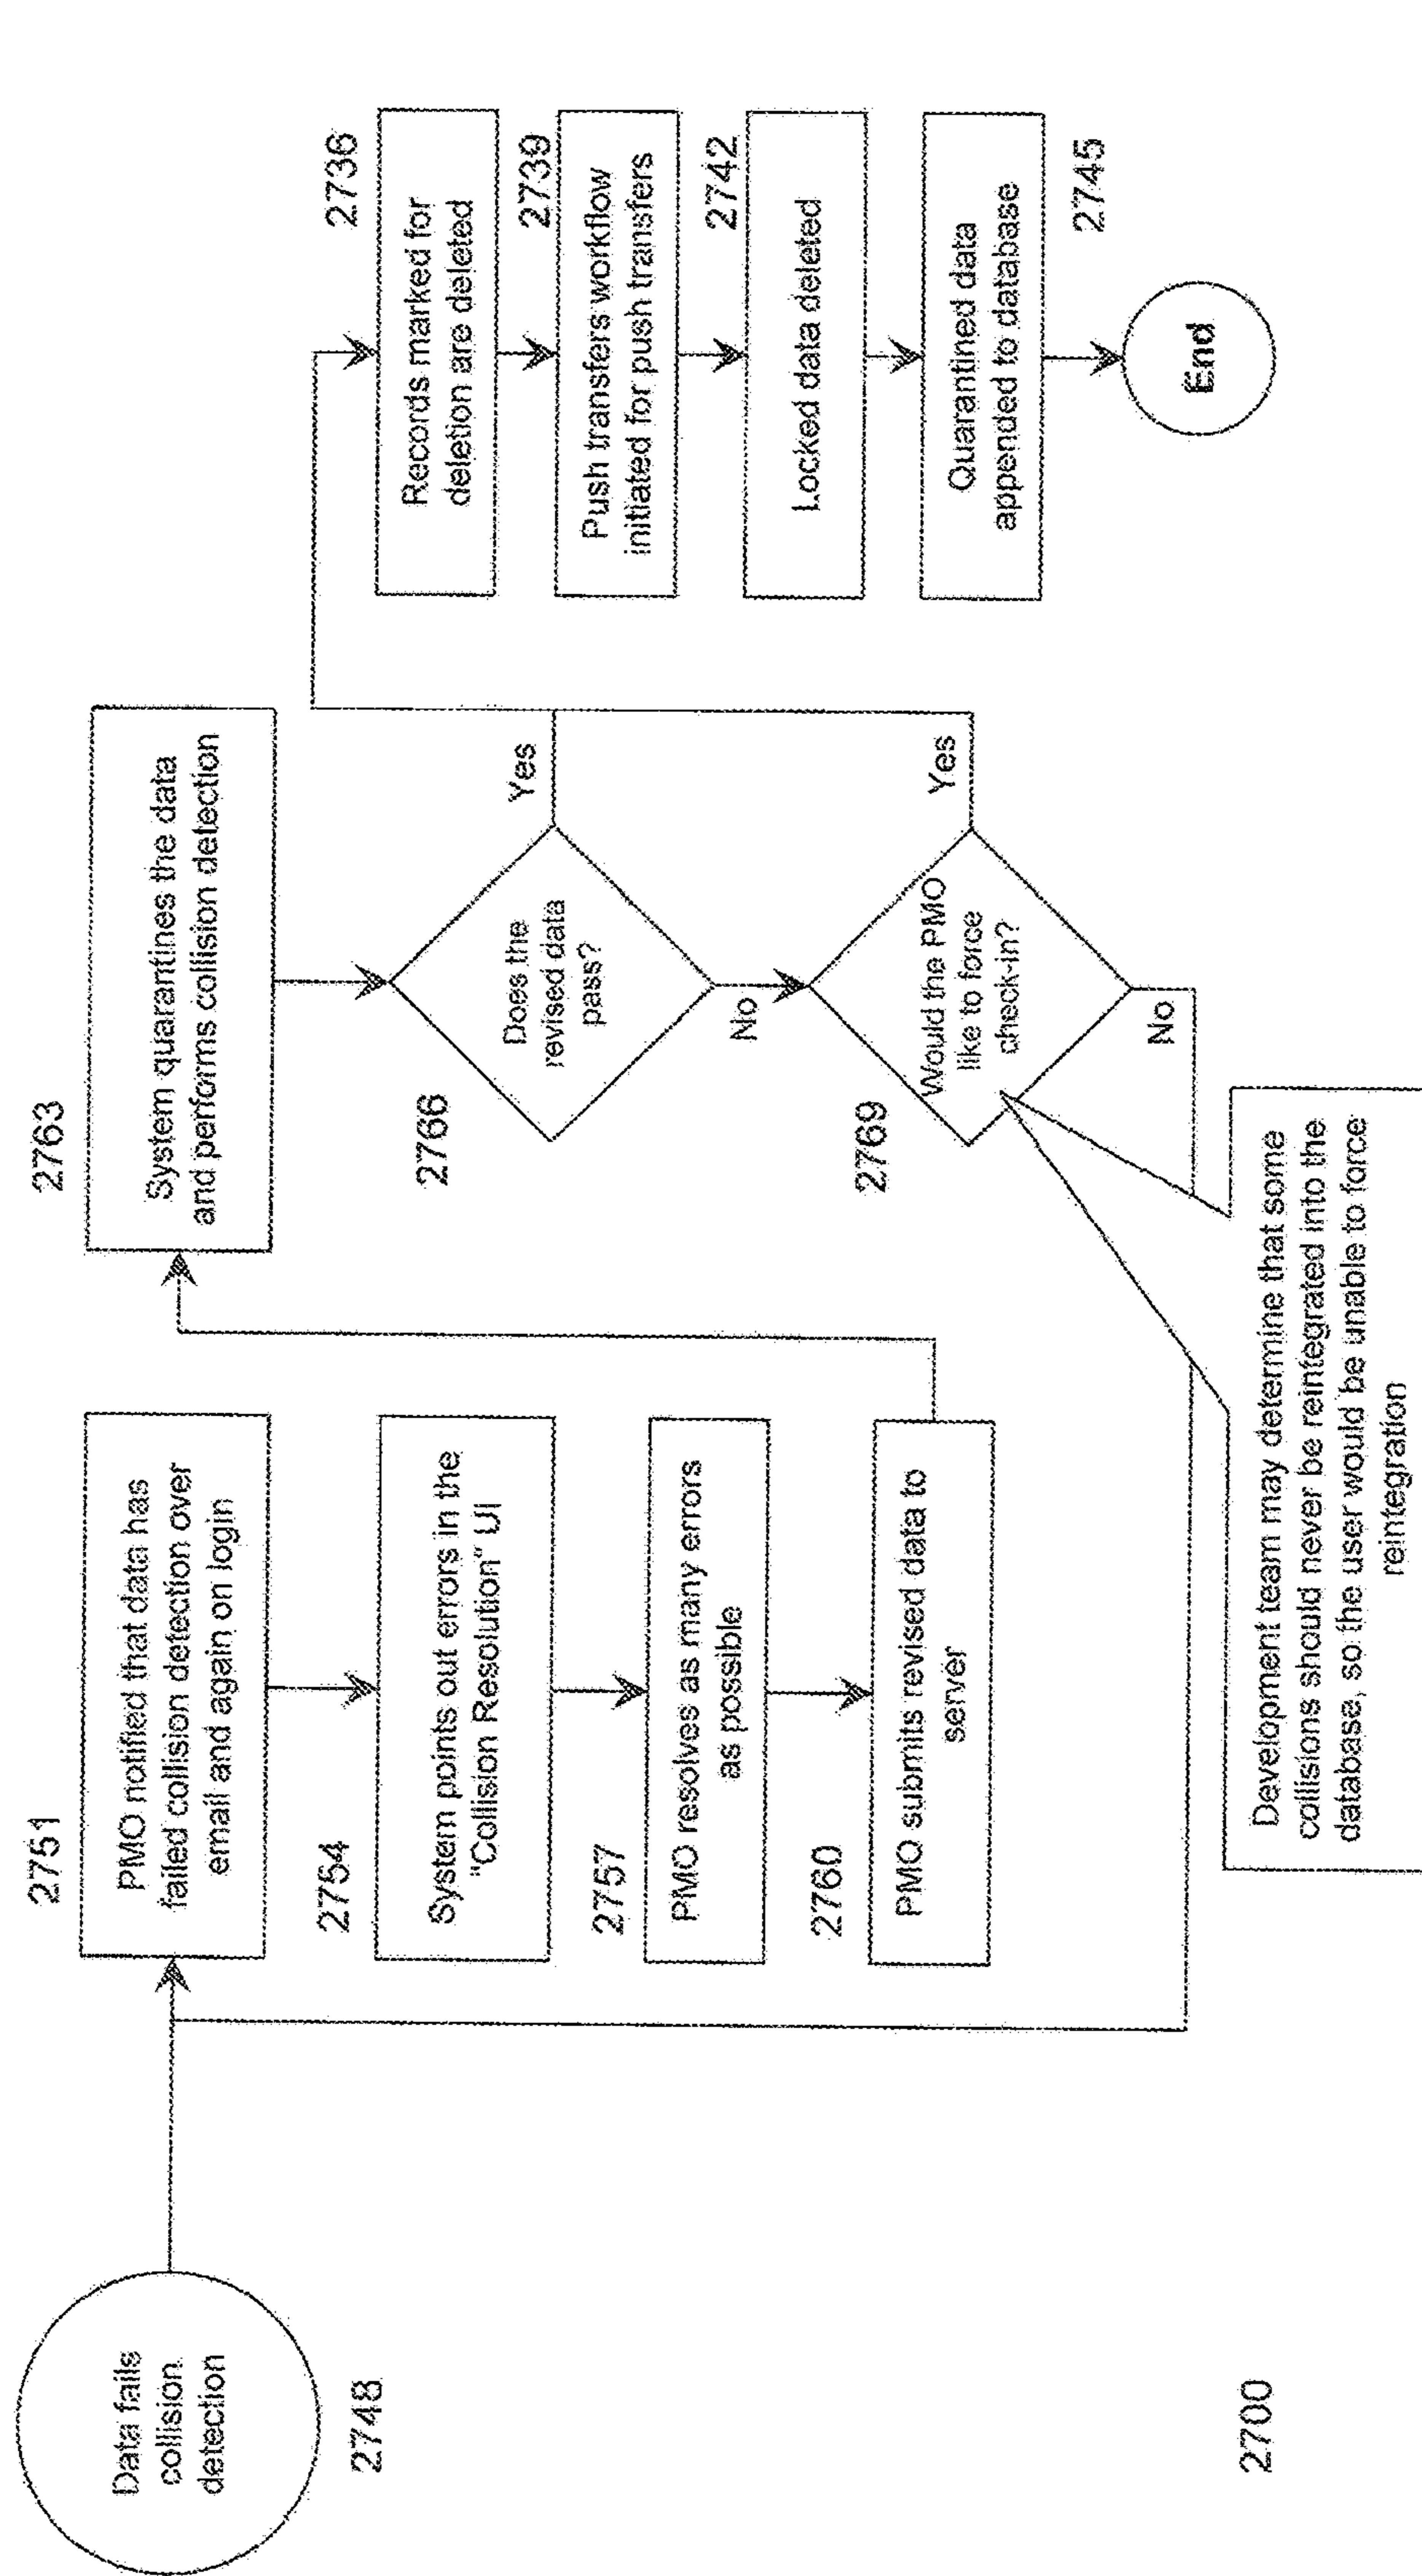 Data fails
collision
detection
2748
2751
PMO notified that data has
failed collision detection over
email and again on login
2754
System points out errors in the
"Collision Resolution" UI
2757
PMO resolves as many errors
as possible
2760
PMO submits revised data to
server
2763
System quarantines the data
and performs collision detection
2766
Does the
revised data
pass?
Yes
No
2769
Would the PMO
like to force
check-in?
Yes
No
Development team may determine that some
collisions should never be reintegrated into the
database, so the user would be unable to force
reintegration
2736
Records marked for
deletion are deleted
2739
Push transfers workflow
initiated for push transfers
2742
Locked data deleted
Quarantined data
appended to database
2745
End
2700